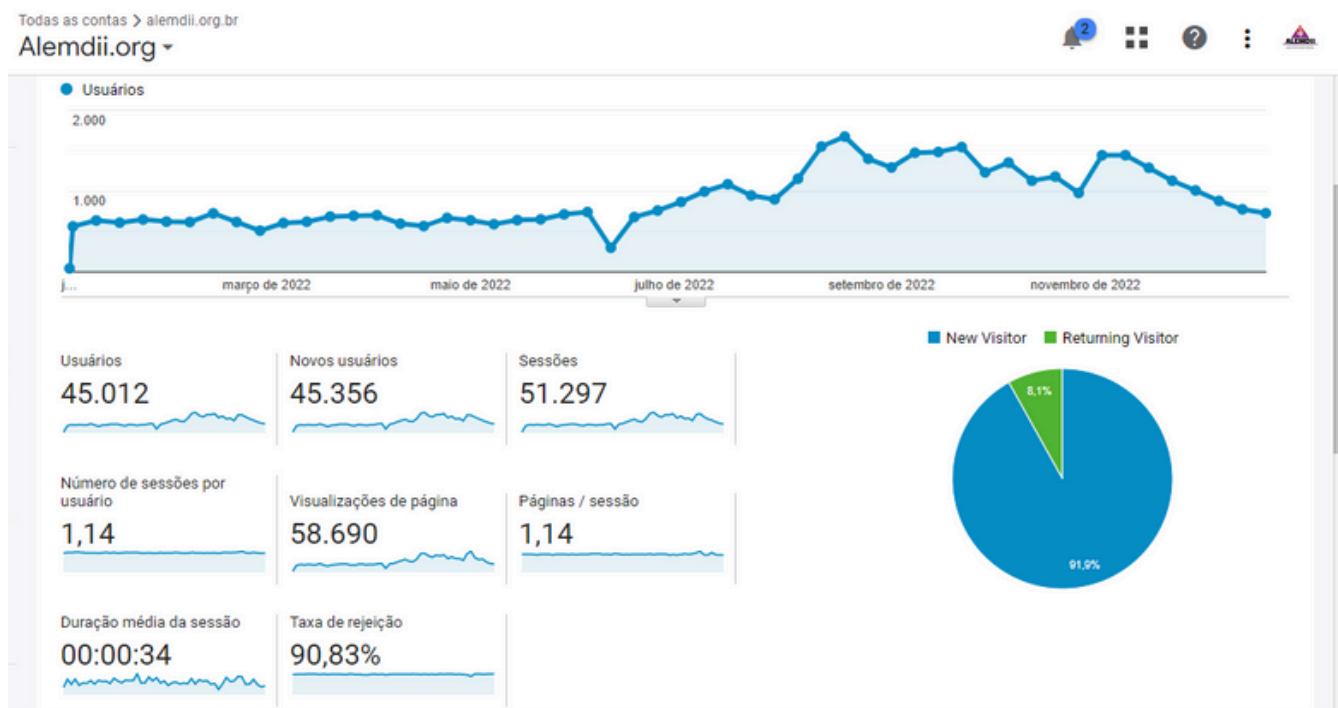 Todas as contas > alemdii.org.br
Alemdii.org
2
ALEMDII
Usuários
2.000
1.000
j...
março de 2022
maio de 2022
julho de 2022
setembro de 2022
novembro de 2022
New Visitor
Returning Visitor
8,1%
91,9%
Usuários
45.012
Novos usuários
45.356
Sessões
51.297
Número de sessões por
usuário
1,14
Visualizações de página
58.690
Páginas / sessão
1,14
Duração média da sessão
00:00:34
Taxa de rejeição
90,83%